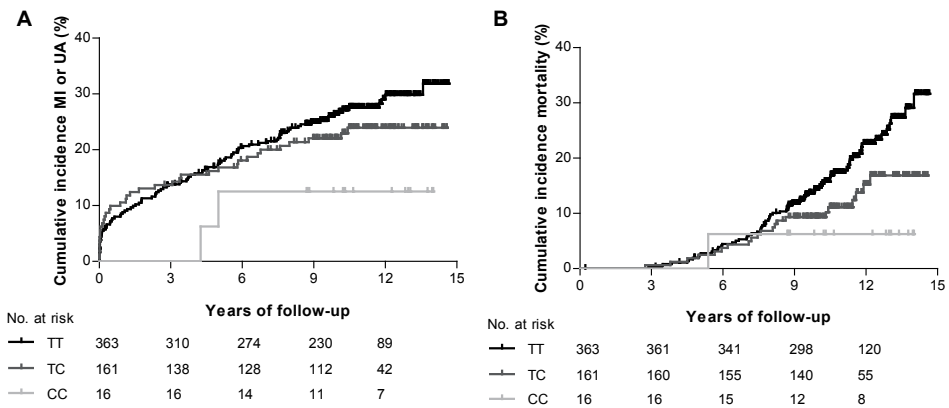 A
Cumulative incidence MI or UA (%)
40
30
20
10
0
0 3 6 9 12 15
Years of follow-up
No. at risk
TT 363 310 274 230 89
TC 161 138 128 112 42
CC 16 16 14 11 7
B
Cumulative incidence mortality (%)
40
30
20
10
0
0 3 6 9 12 15
Years of follow-up
No. at risk
TT 363 361 341 298 120
TC 161 160 155 140 55
CC 16 16 15 12 8